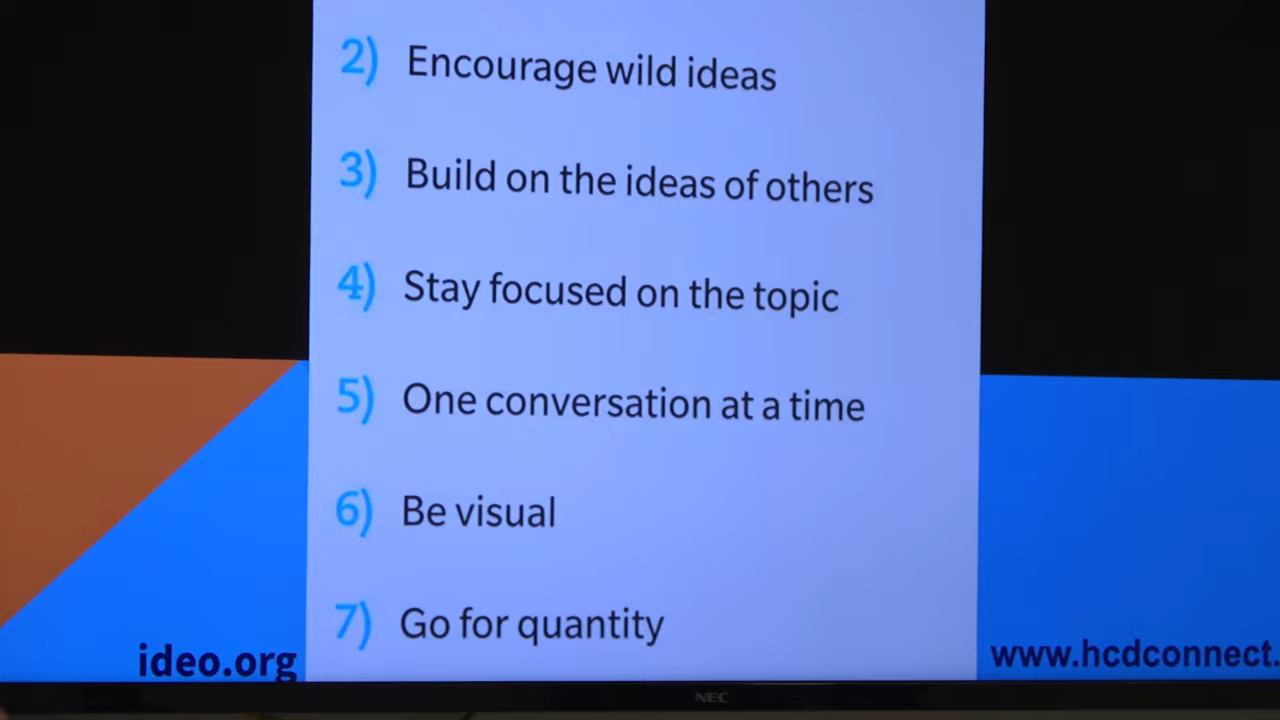 2) Encourage wild ideas
3) Build on the ideas of others
4) Stay focused on the topic
5) One conversation at a time
6) Be visual
7) Go for quantity
ideo.org
www.hcdconnect.
NEC